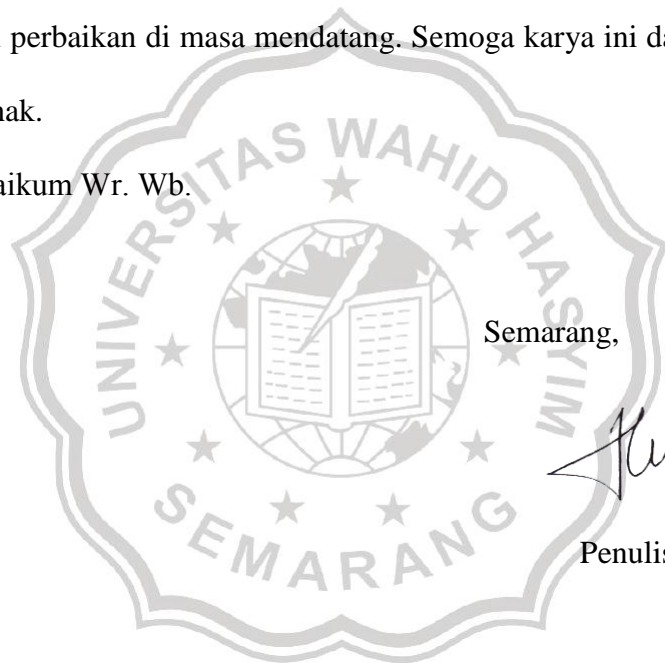 perbaikan di masa mendatang. Semoga karya ini da
nak.
aikum Wr. Wb.
UNIVERSITAS WAHID HASYIM
Semarang,
SEMARANG
Penulis